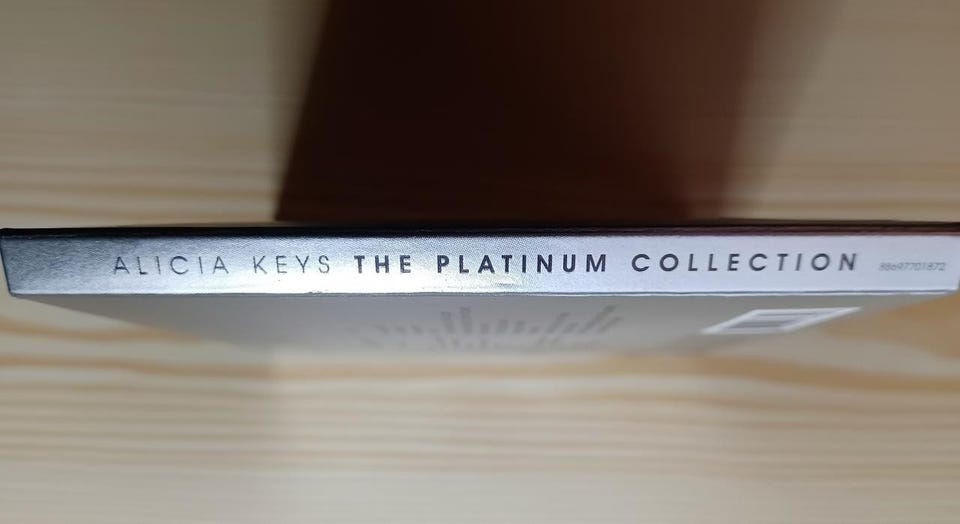 ALICIA KEYS THE PLATINUM COLLECTION 88697701872